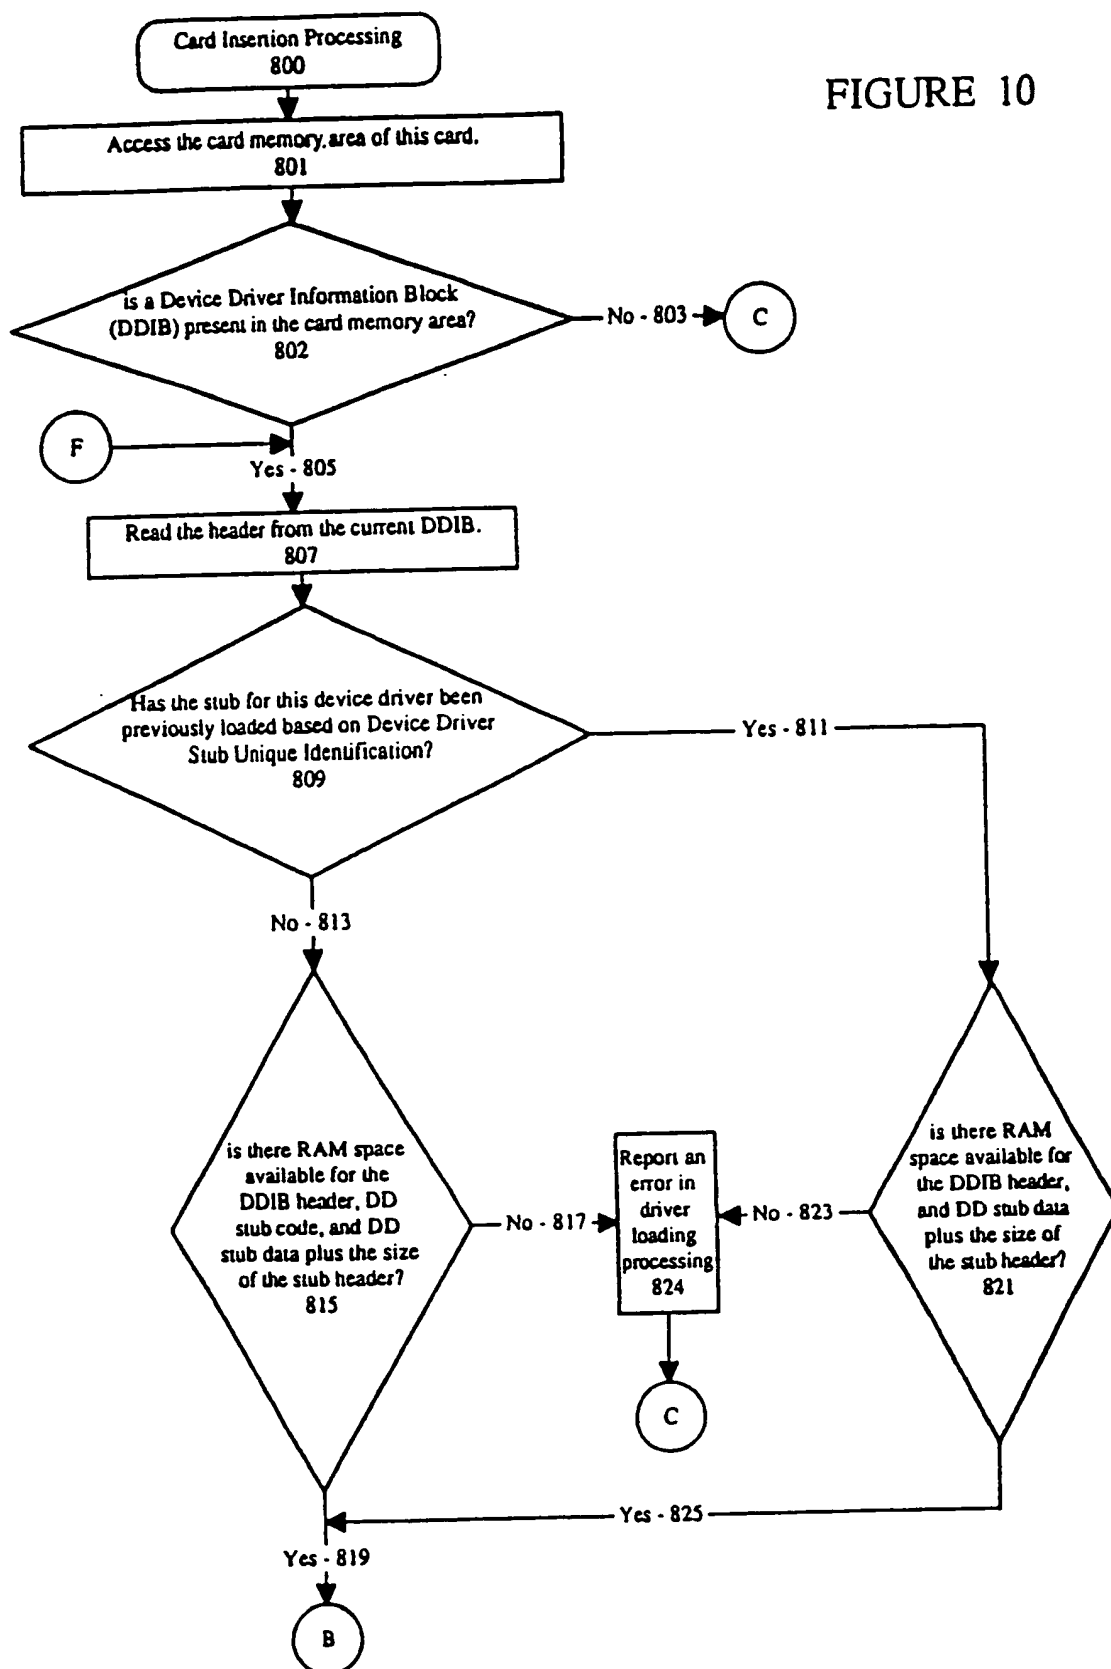 Card Insertion Processing
800
FIGURE 10
Access the card memory area of this card.
801
is a Device Driver Information Block
(DDIB) present in the card memory area?
802
No - 803
C
F
Yes - 805
Read the header from the current DDIB.
807
Has the stub for this device driver been
previously loaded based on Device Driver
Stub Unique Identification?
809
Yes - 811
No - 813
is there RAM space
available for the
DDIB header, DD
stub code, and DD
stub data plus the size
of the stub header?
815
No - 817
Report an
error in
driver
loading
processing
824
No - 823
is there RAM
space available for
the DDIB header,
and DD stub data
plus the size of
the stub header?
821
C
Yes - 825
Yes - 819
B